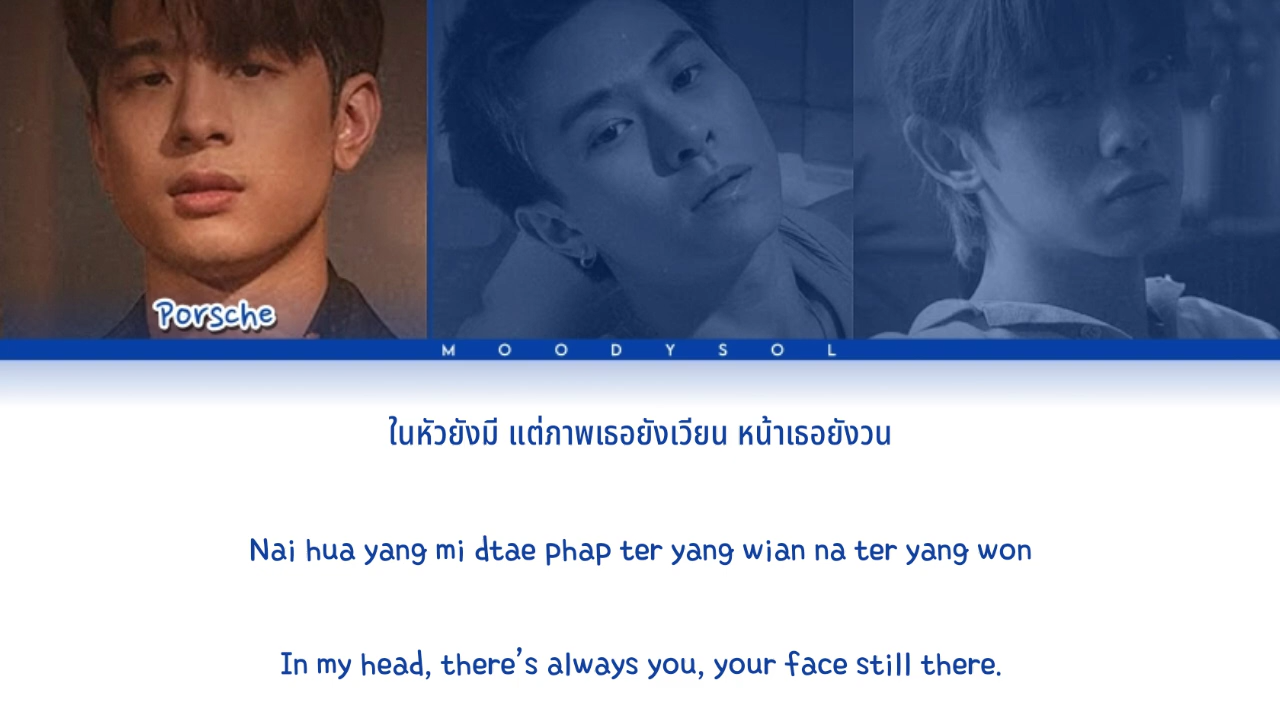 Porsche
M O O D Y S O L
ในหัวยังมี แต่ภาพเธอยังเวียน หน้าเธอยังวน
Nai hua yang mi dtae phap ter yang wian na ter yang won
In my head, there's always you, your face still there.